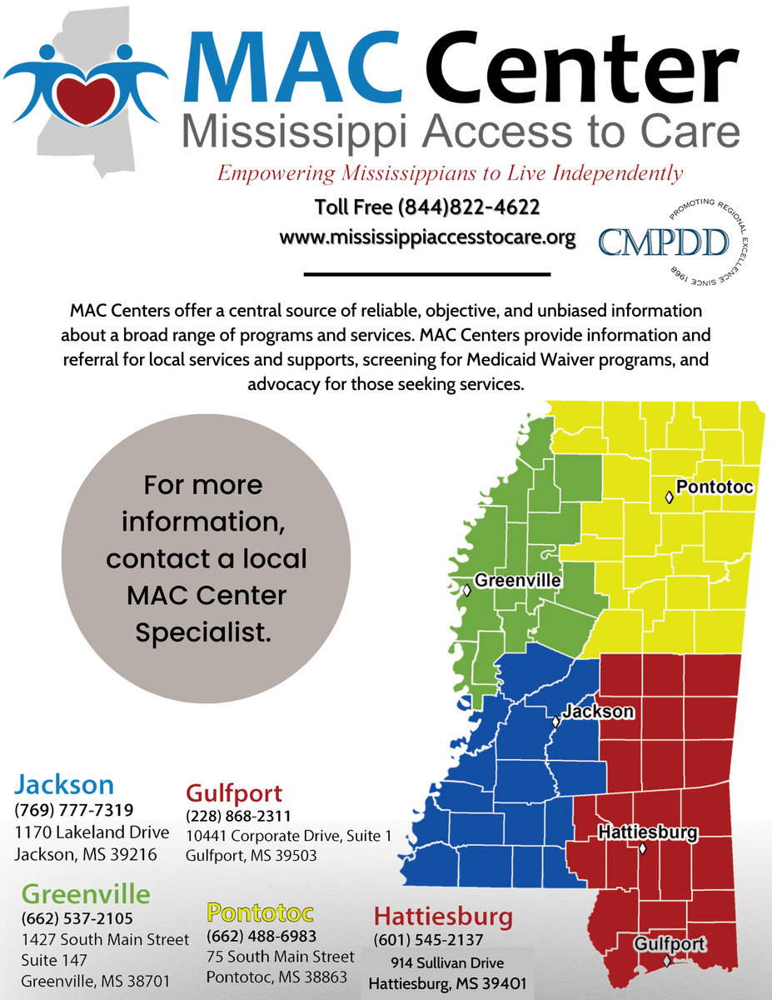 MAC Center
Mississippi Access to Care
Empowering Mississippians to Live Independently
Toll Free (844)822-4622
www.mississippiaccesstocare.org
CMPDD
PROMOTING REGIONAL EXCELLENCE SINCE 1968
MAC Centers offer a central source of reliable, objective, and unbiased information
about a broad range of programs and services. MAC Centers provide information and
referral for local services and supports, screening for Medicaid Waiver programs, and
advocacy for those seeking services.
For more
information,
contact a local
MAC Center
Specialist.
Pontotoc
Greenville
Jackson
Hattiesburg
Gulfport
Jackson
(769) 777-7319
1170 Lakeland Drive
Jackson, MS 39216
Gulfport
(228) 868-2311
10441 Corporate Drive, Suite 1
Gulfport, MS 39503
Greenville
(662) 537-2105
1427 South Main Street
Suite 147
Greenville, MS 38701
Pontotoc
(662) 488-6983
75 South Main Street
Pontotoc, MS 38863
Hattiesburg
(601) 545-2137
914 Sullivan Drive
Hattiesburg, MS 39401